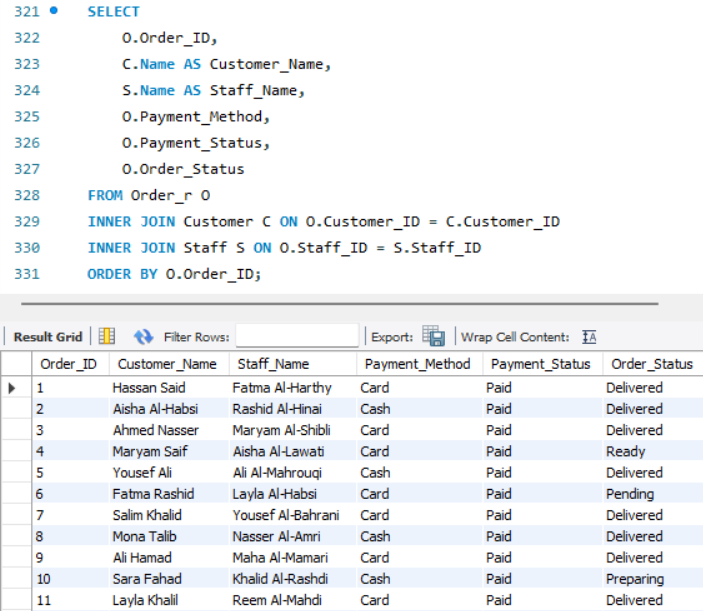 321 SELECT
322 O.Order_ID,
323 C.Name AS Customer_Name,
324 S.Name AS Staff_Name,
325 O.Payment_Method,
326 O.Payment_Status,
327 O.Order_Status
328 FROM Order_r O
329 INNER JOIN Customer C ON O.Customer_ID = C.Customer_ID
330 INNER JOIN Staff S ON O.Staff_ID = S.Staff_ID
331 ORDER BY O.Order_ID;
Result Grid Filter Rows: Export: Wrap Cell Content:
Order_ID Customer_Name Staff_Name Payment_Method Payment_Status Order_Status
1 Hassan Said Fatma Al-Harthy Card Paid Delivered
2 Aisha Al-Habsi Rashid Al-Hinai Cash Paid Delivered
3 Ahmed Nasser Maryam Al-Shibli Card Paid Delivered
4 Maryam Saif Aisha Al-Lawati Card Paid Ready
5 Yousef Ali Ali Al-Mahrouqi Cash Paid Delivered
6 Fatma Rashid Layla Al-Habsi Card Paid Pending
7 Salim Khalid Yousef Al-Bahrani Card Paid Delivered
8 Mona Talib Nasser Al-Amri Cash Paid Delivered
9 Ali Hamad Maha Al-Mamari Card Paid Delivered
10 Sara Fahad Khalid Al-Rashdi Cash Paid Preparing
11 Layla Khalil Reem Al-Mahdi Card Paid Delivered